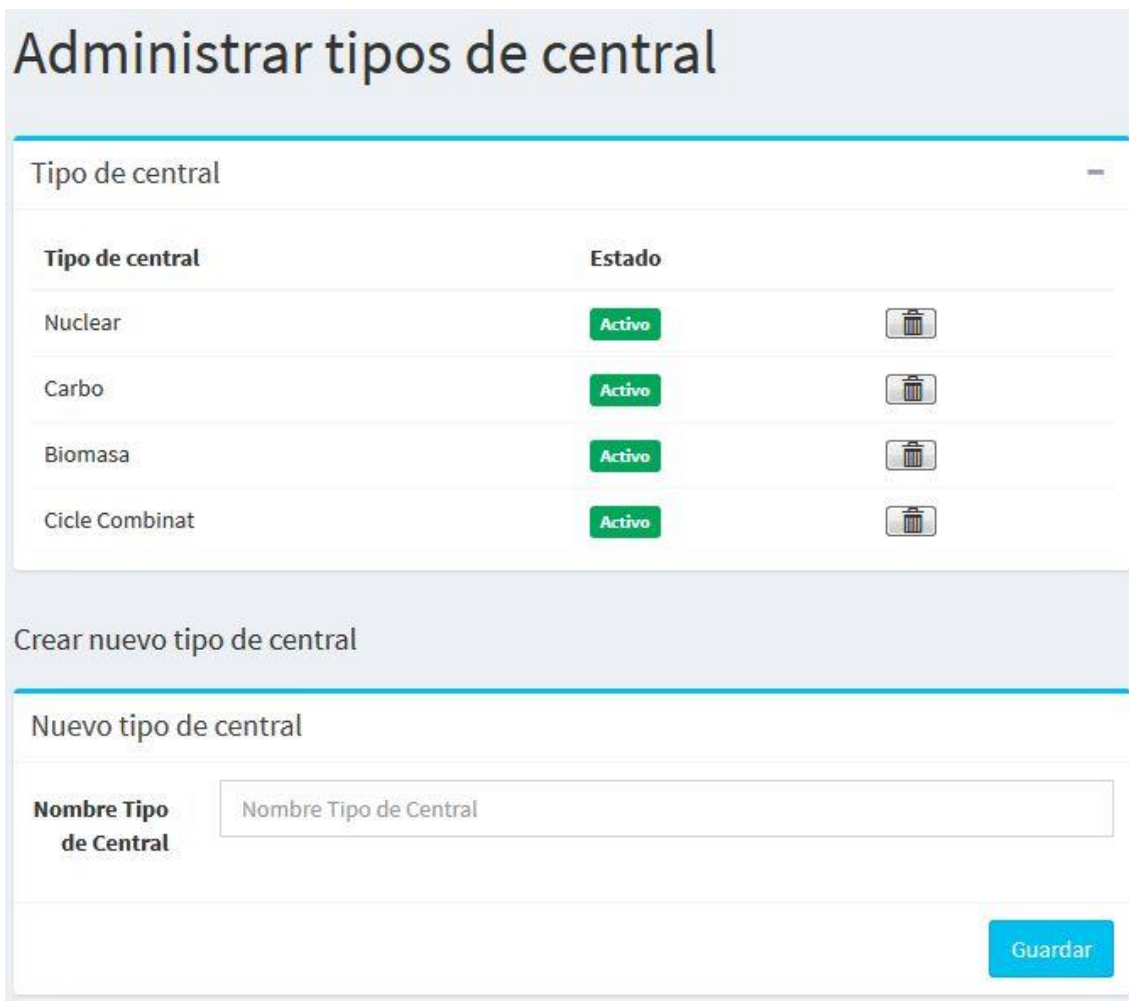 Administrar tipos de central
Tipo de central
Tipo de central Estado
Nuclear Activo
Carbo Activo
Biomasa Activo
Cicle Combinat Activo
Crear nuevo tipo de central
Nuevo tipo de central
Nombre Tipo
de Central
Nombre Tipo de Central
Guardar